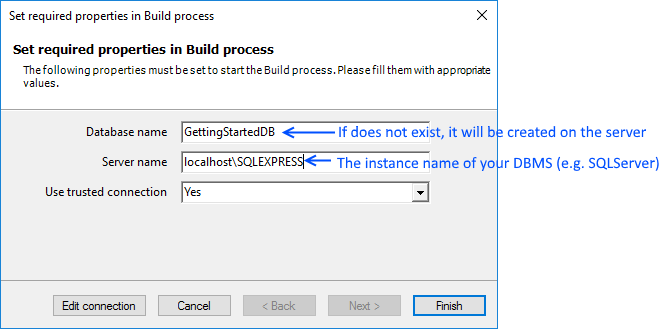 Set required properties in Build process
Set required properties in Build process
The following properties must be set to start the Build process. Please fill them with appropriate
values.
Database name GettingStartedDB If does not exist, it will be created on the server
Server name localhost\SQLEXPRESS The instance name of your DBMS (e.g. SQLServer)
Use trusted connection Yes
Edit connection Cancel < Back Next > Finish